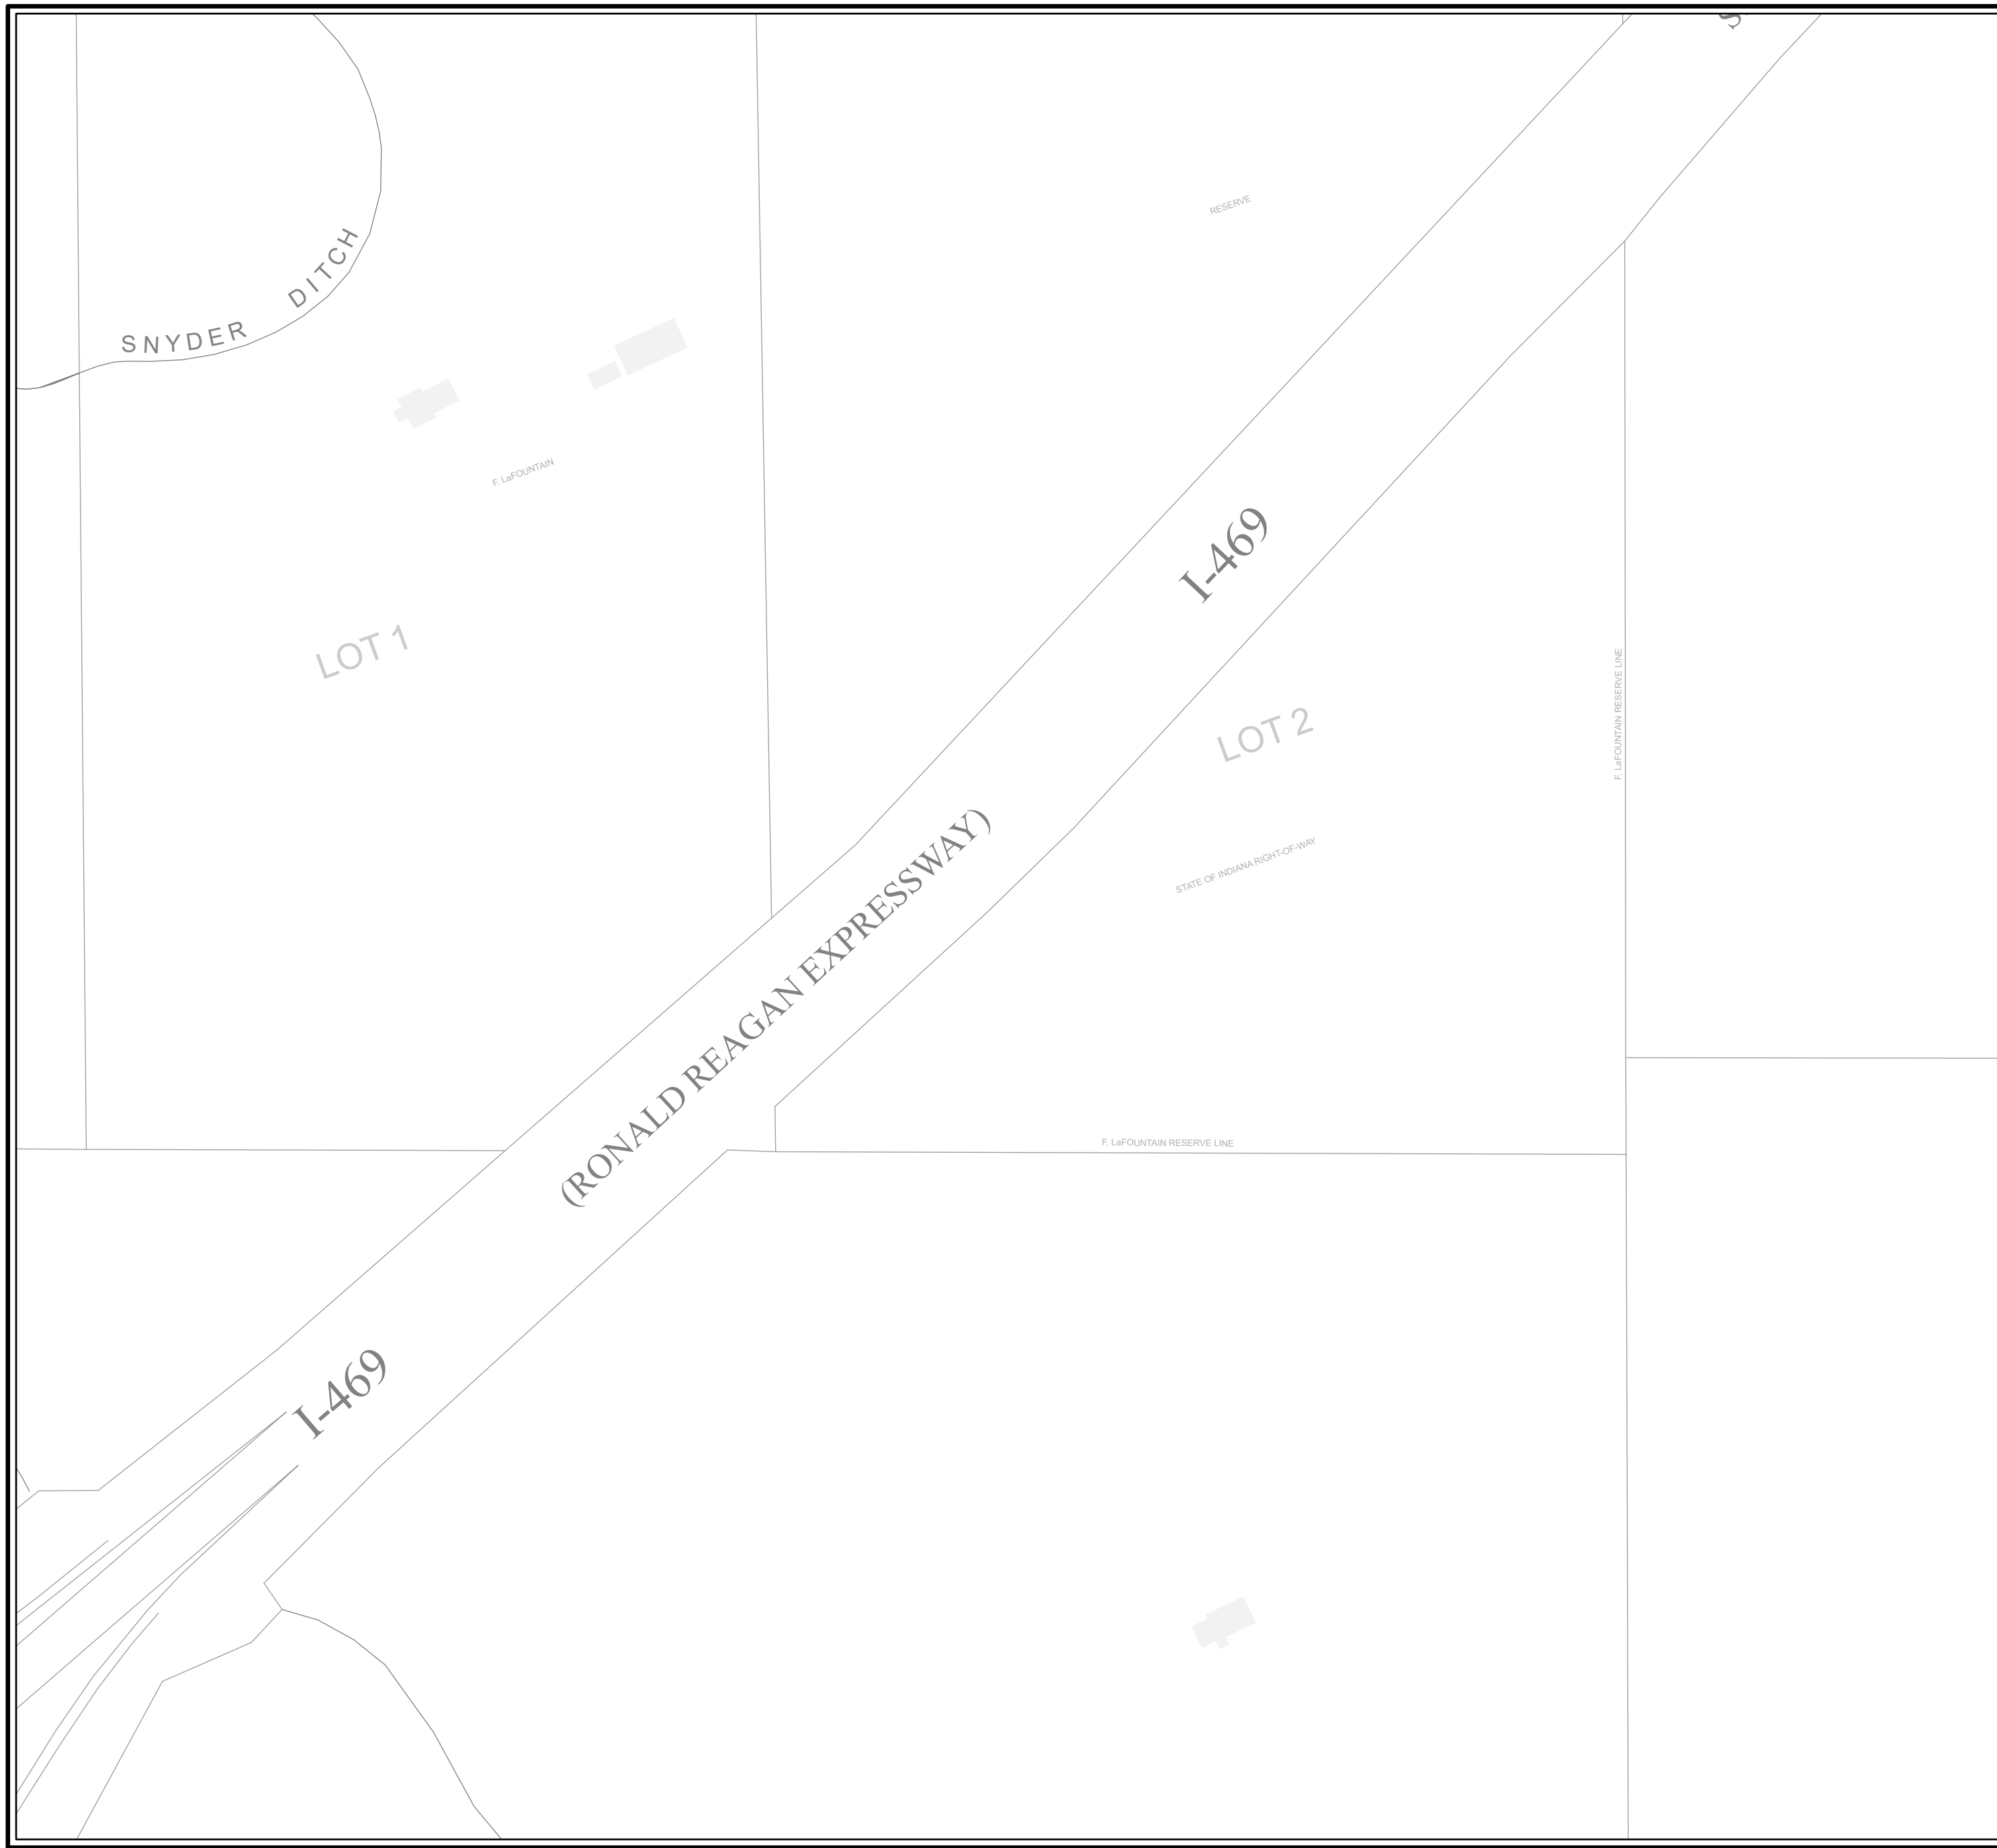 RESERVE
SNYDER DITCH
F. LaFOUNTAIN
I-469
LOT 1
F. LaFOUNTAIN RESERVE LINE
LOT 2
STATE OF INDIANA RIGHT-OF-WAY
(RONALD REAGAN EXPRESSWAY)
F. LaFOUNTAIN RESERVE LINE
I-469